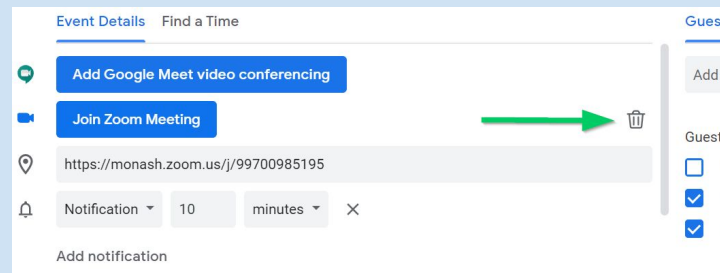 Event Details Find a Time
Add Google Meet video conferencing
Join Zoom Meeting
https://monash.zoom.us/j/99700985195
Notification 10 minutes
Add notification
Gues
Add
Guest